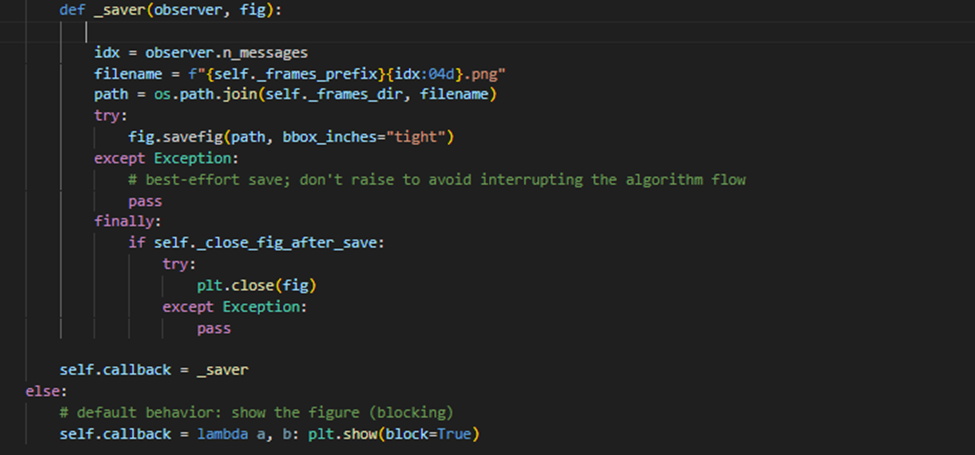 def _saver(observer, fig):
idx = observer.n_messages
filename = f"{self._frames_prefix}{idx:04d}.png"
path = os.path.join(self._frames_dir, filename)
try:
fig.savefig(path, bbox_inches="tight")
except Exception:
# best-effort save; don't raise to avoid interrupting the algorithm flow
pass
finally:
if self._close_fig_after_save:
try:
plt.close(fig)
except Exception:
pass
self.callback = _saver
else:
# default behavior: show the figure (blocking)
self.callback = lambda a, b: plt.show(block=True)